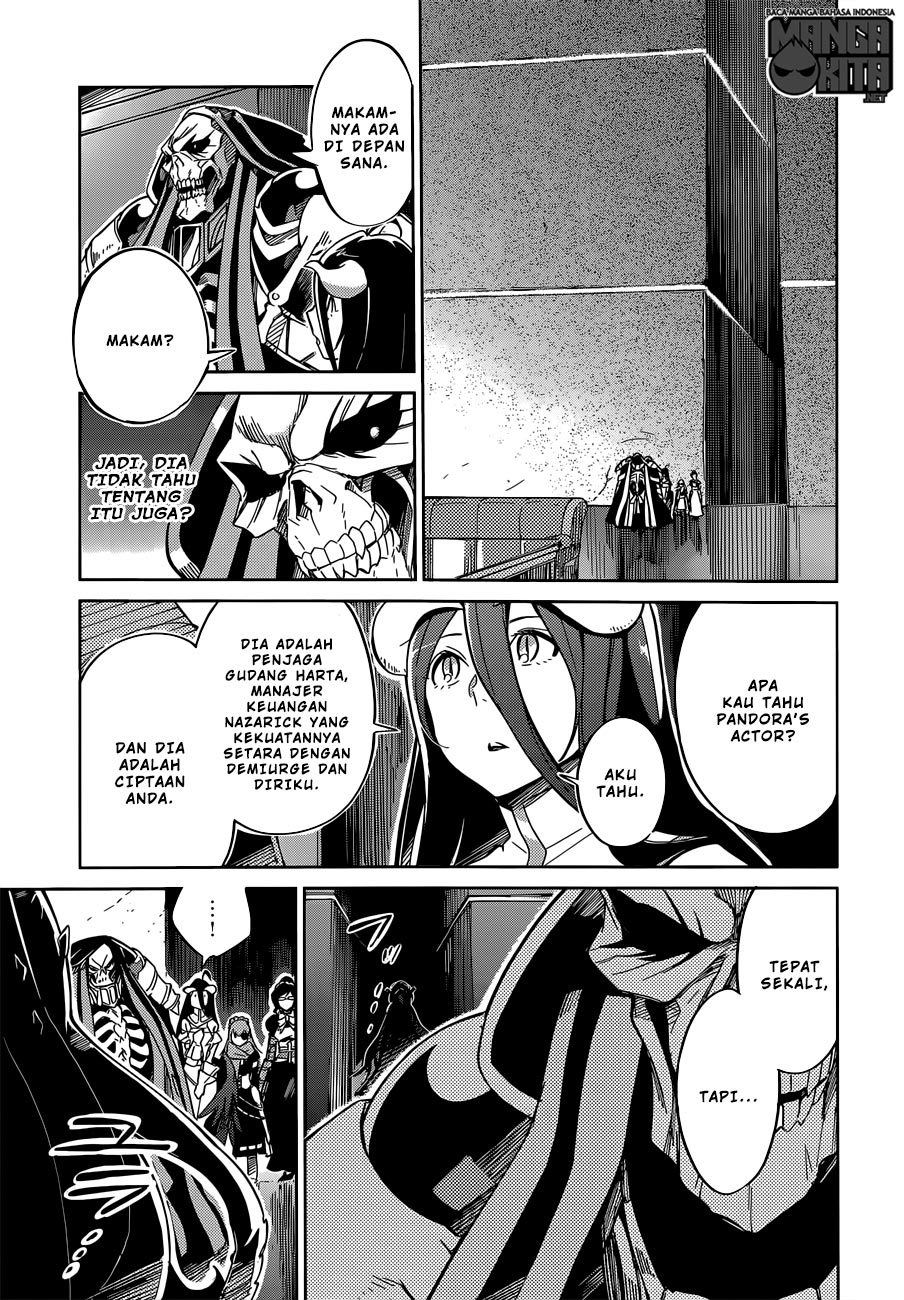 BACA MANGA BAHASA INDONESIA
MANGA
KITA
.NET
MAKAM-
NYA ADA
DI DEPAN
SANA.
MAKAM?
JADI, DIA
TIDAK TAHU
TENTANG
ITU JUGA?
APA
KAU TAHU
PANDORA'S
ACTOR?
AKU
TAHU.
DIA ADALAH
PENJAGA
GUDANG HARTA,
MANAJER
KEUANGAN
NAZARICK YANG
KEKUATANNYA
SETARA DENGAN
DEMIURGE DAN
DIRIKU.
DAN DIA
ADALAH
CIPTAAN
ANDA.
TEPAT
SEKALI,
TAPI...
...!